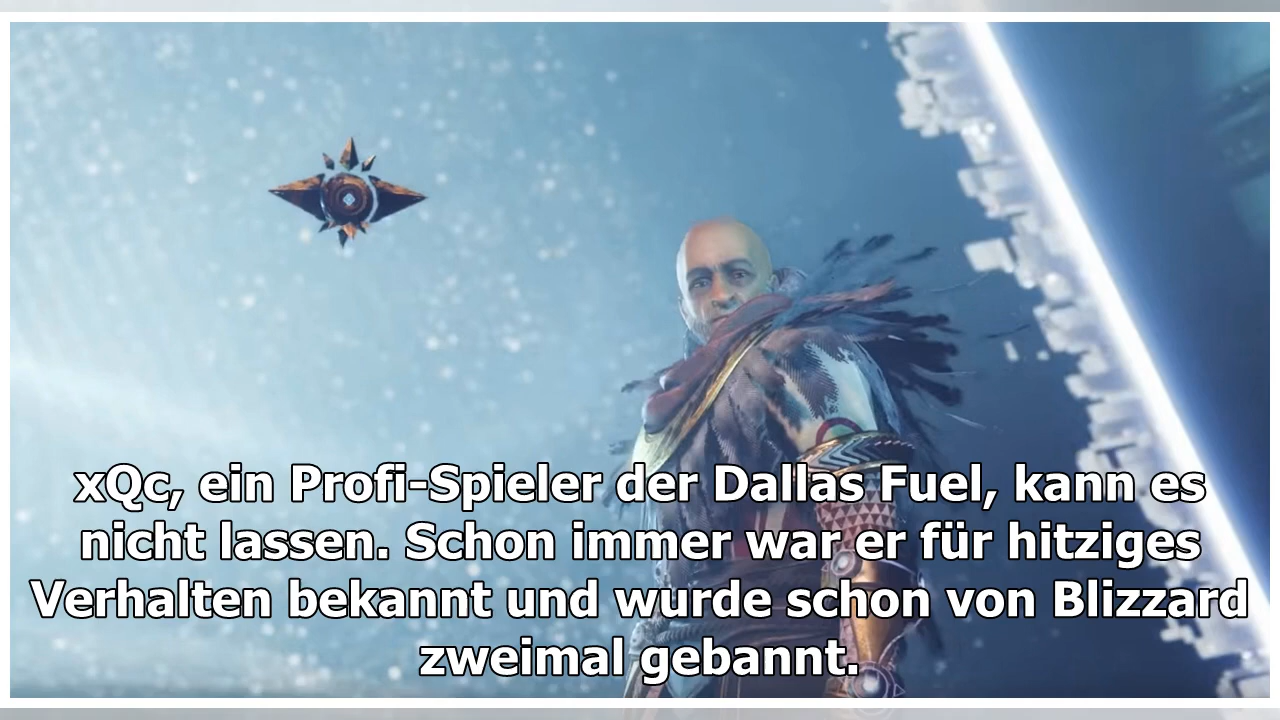 xQc, ein Profi-Spieler der Dallas Fuel, kann es
nicht lassen. Schon immer war er für hitziges
Verhalten bekannt und wurde schon von Blizzard
zweimal gebannt.